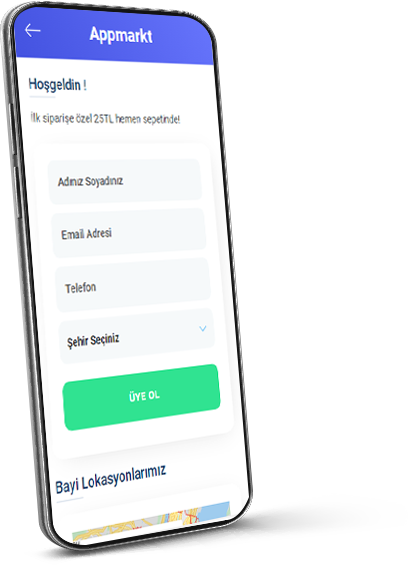 Appmarkt
Hoşgeldin !
İlk siparişe özel 25TL hemen sepetinde!
Adınız Soyadınız
Email Adresi
Telefon
Şehir Seçiniz
ÜYE OL
Bayi Lokasyonlarımız